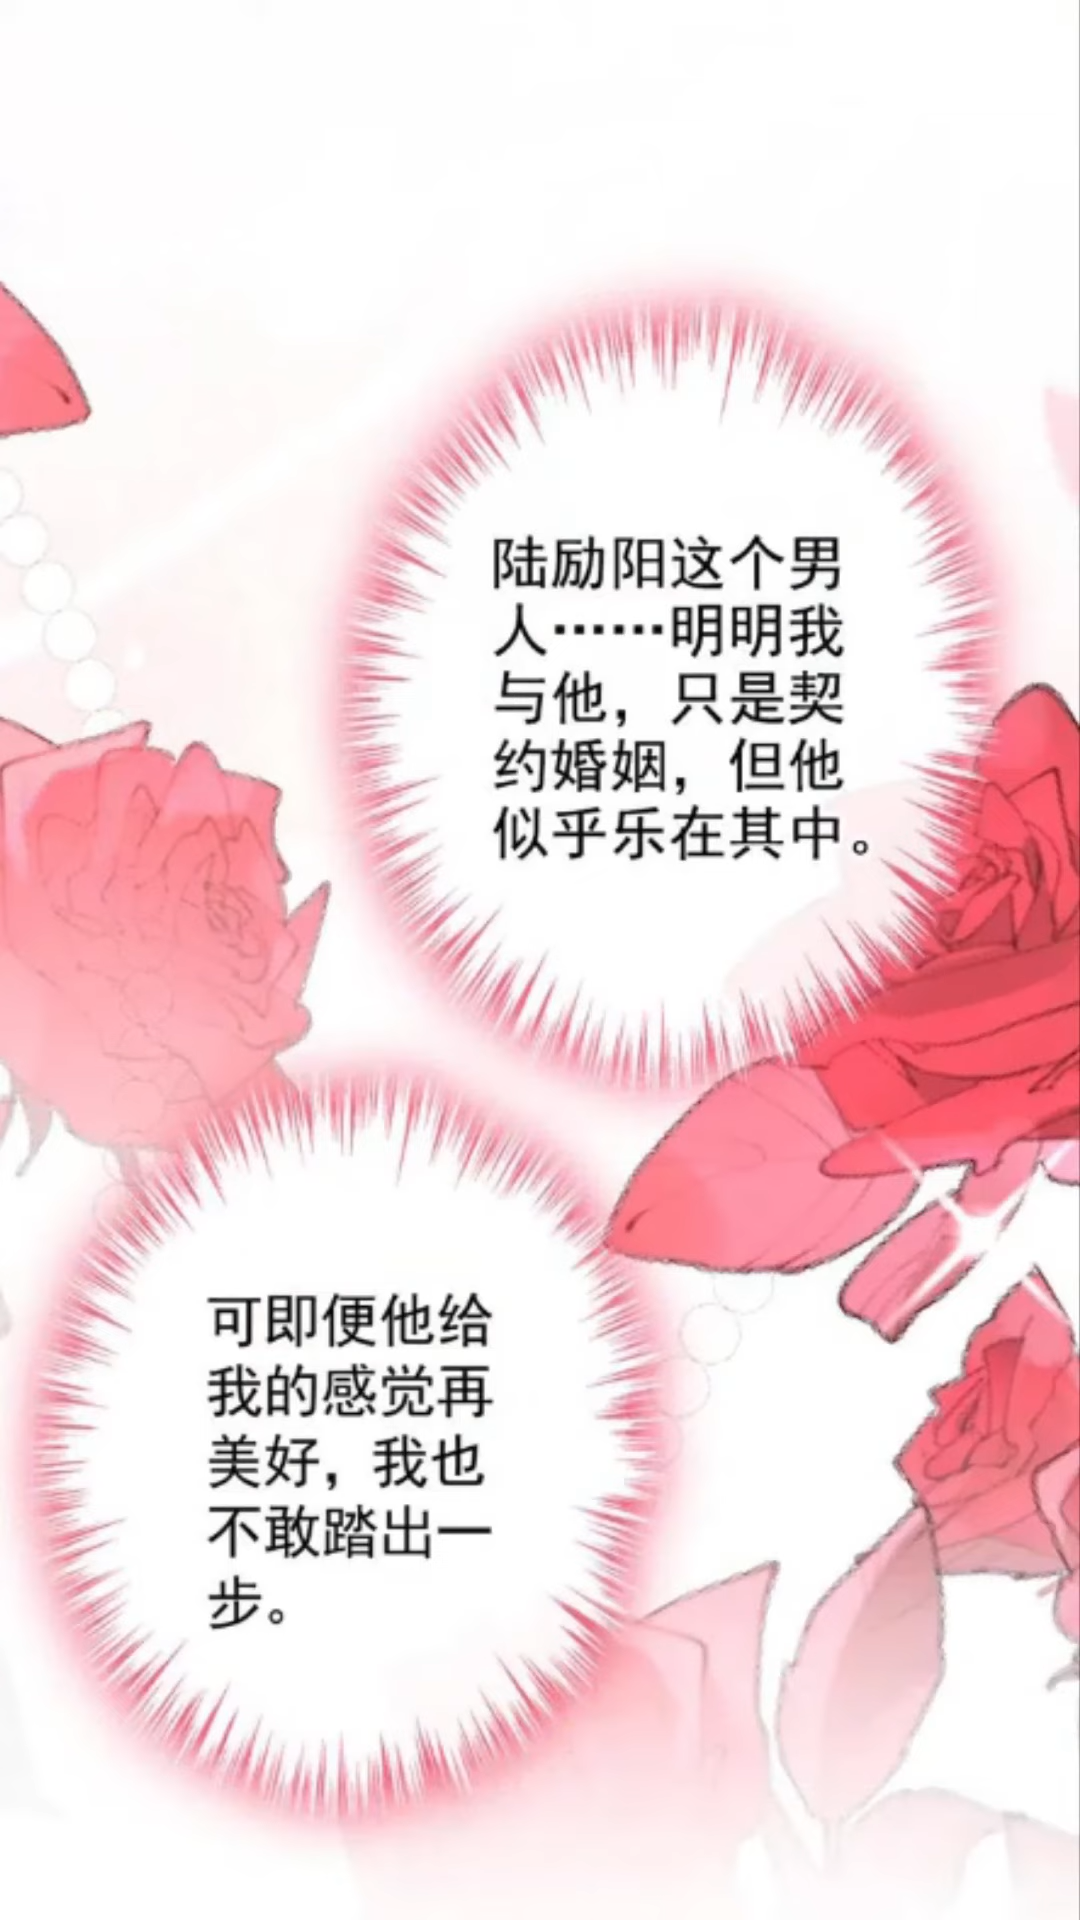 陆励阳这个男
人……明明我
与他，只是契
约婚姻，但他
似乎乐在其中。
可即便他给
我的感觉再
美好，我也
不敢踏出一
步。